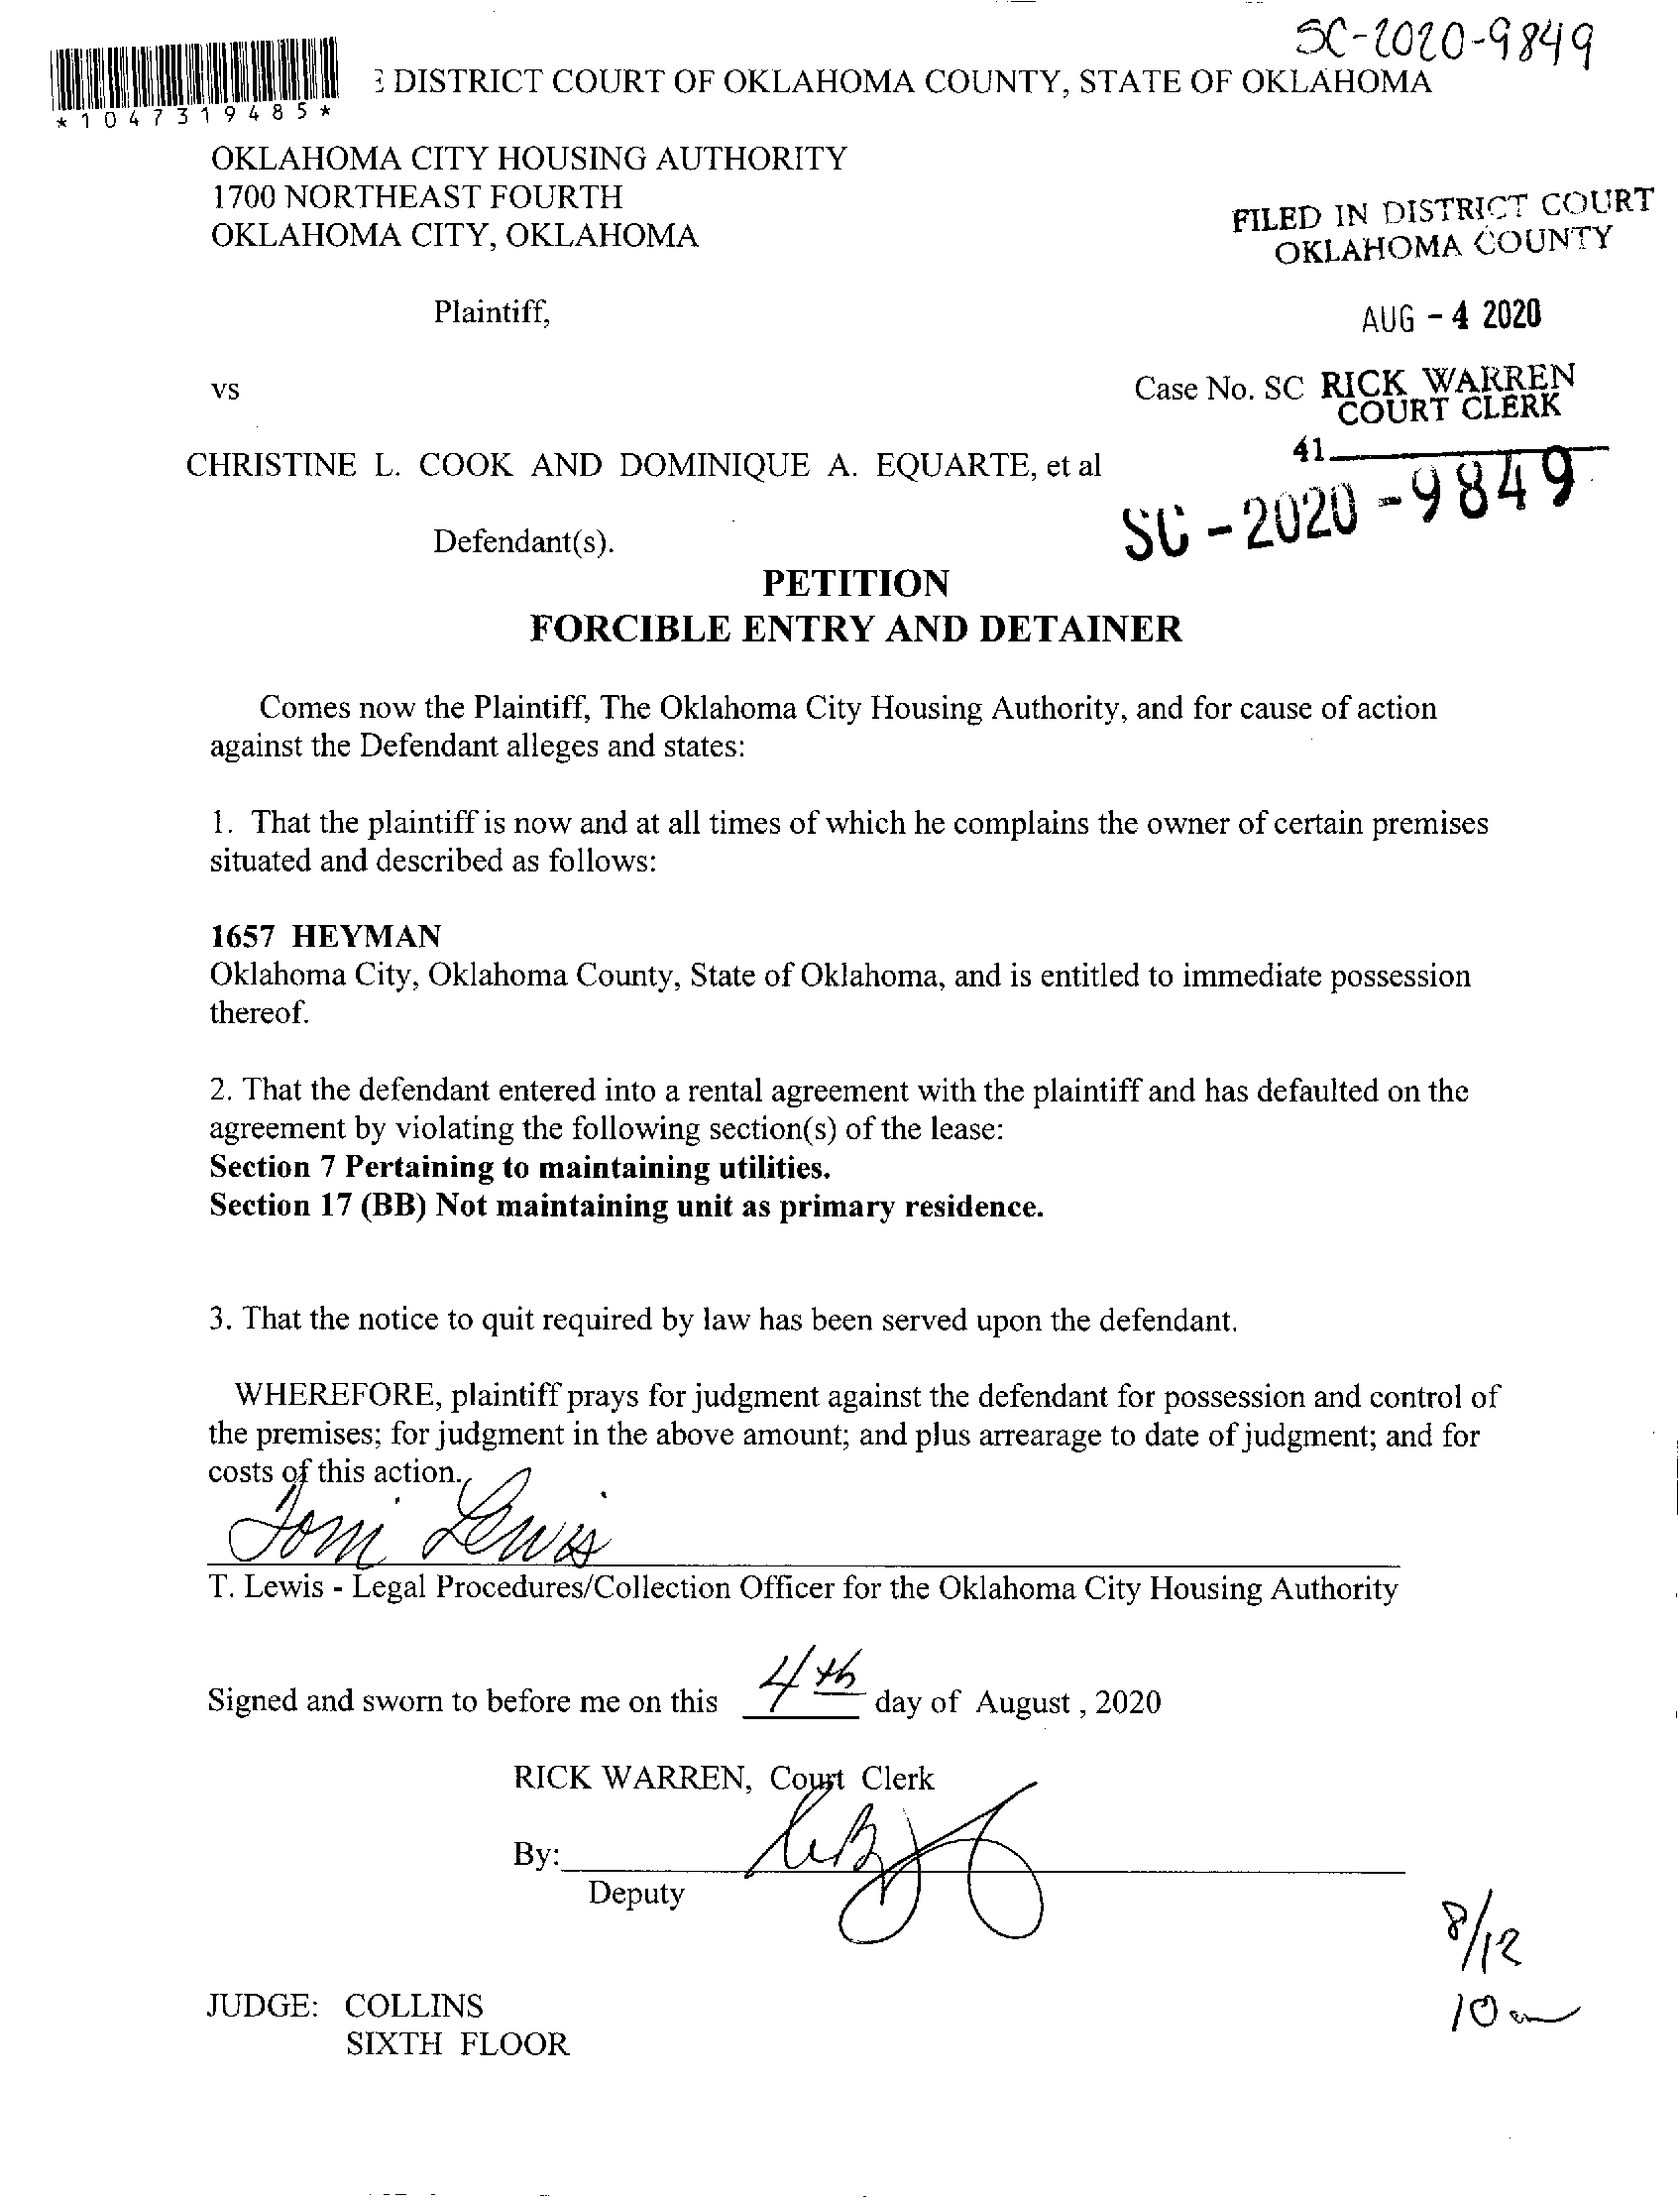 SC-2020-9849
DISTRICT COURT OF OKLAHOMA COUNTY, STATE OF OKLAHOMA
*1047319485*
OKLAHOMA CITY HOUSING AUTHORITY
1700 NORTHEAST FOURTH
OKLAHOMA CITY, OKLAHOMA
FILED IN DISTRICT COURT
OKLAHOMA COUNTY
Plaintiff,
AUG - 4 2020
vs
Case No. SC RICK WARREN
COURT CLERK
41
CHRISTINE L. COOK AND DOMINIQUE A. EQUARTE, et al
SC - 2020 - 9849
Defendant(s).
PETITION
FORCIBLE ENTRY AND DETAINER
Comes now the Plaintiff, The Oklahoma City Housing Authority, and for cause of action
against the Defendant alleges and states:
1. That the plaintiff is now and at all times of which he complains the owner of certain premises
situated and described as follows:
1657 HEYMAN
Oklahoma City, Oklahoma County, State of Oklahoma, and is entitled to immediate possession
thereof.
2. That the defendant entered into a rental agreement with the plaintiff and has defaulted on the
agreement by violating the following section(s) of the lease:
Section 7 Pertaining to maintaining utilities.
Section 17 (BB) Not maintaining unit as primary residence.
3. That the notice to quit required by law has been served upon the defendant.
WHEREFORE, plaintiff prays for judgment against the defendant for possession and control of
the premises; for judgment in the above amount; and plus arrearage to date of judgment; and for
costs of this action.
Toni Lewis
T. Lewis - Legal Procedures/Collection Officer for the Oklahoma City Housing Authority
Signed and sworn to before me on this 4th day of August , 2020
RICK WARREN, Court Clerk
By:
Deputy
8/12
10 am
JUDGE: COLLINS
SIXTH FLOOR